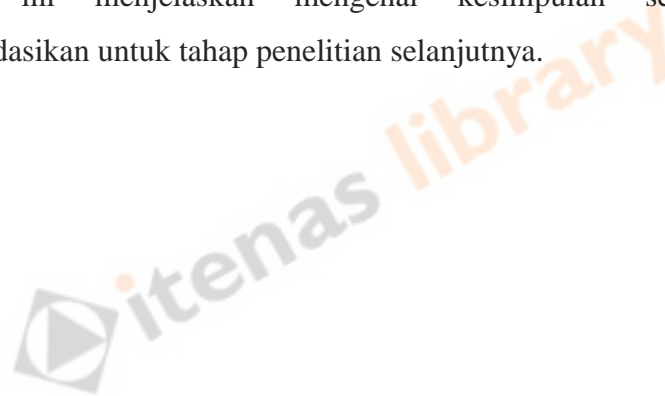 ini menjelaskan mengenai kesimpulan
dasikan untuk tahap penelitian selanjutnya.
itenas library